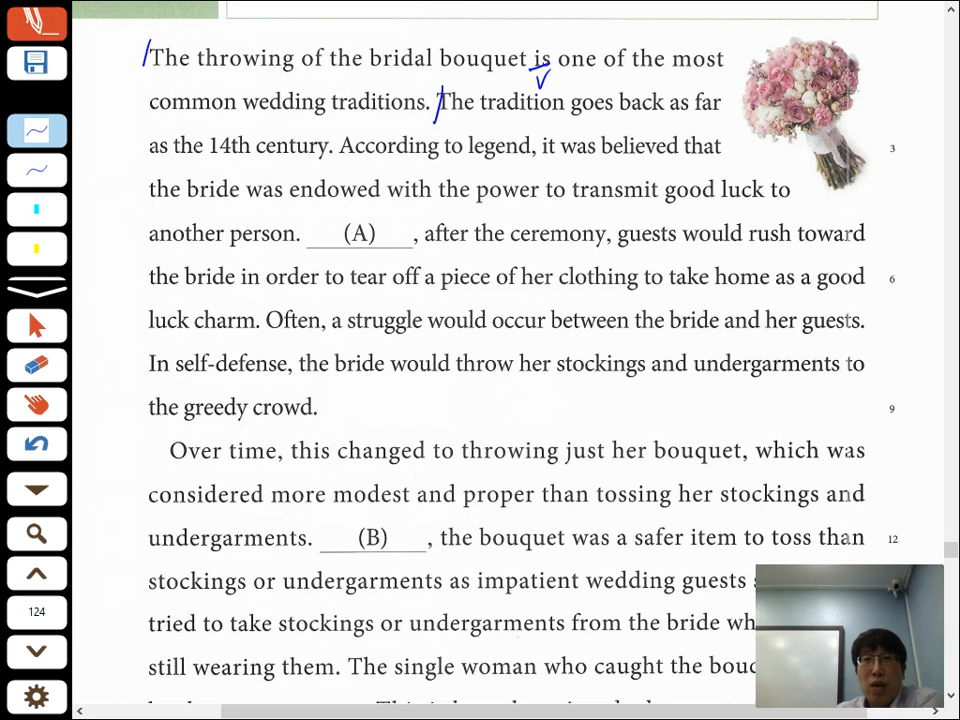 The throwing of the bridal bouquet is one of the most
common wedding traditions. The tradition goes back as far
as the 14th century. According to legend, it was believed that
3
the bride was endowed with the power to transmit good luck to
another person. (A) , after the ceremony, guests would rush toward
the bride in order to tear off a piece of her clothing to take home as a good
6
luck charm. Often, a struggle would occur between the bride and her guests.
In self-defense, the bride would throw her stockings and undergarments to
the greedy crowd.
9
Over time, this changed to throwing just her bouquet, which was
considered more modest and proper than tossing her stockings and
undergarments. (B) , the bouquet was a safer item to toss than
12
stockings or undergarments as impatient wedding guests
tried to take stockings or undergarments from the bride
still wearing them. The single woman who caught the
124